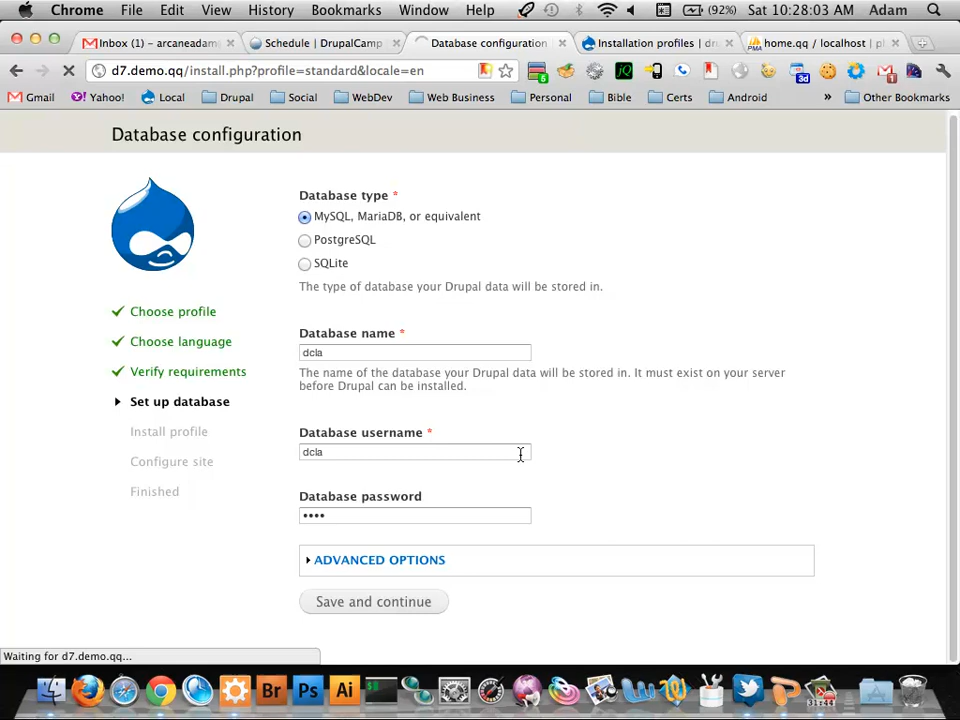 Chrome File Edit View History Bookmarks Window Help (92%) Sat 10:28:03 AM Adam
Inbox (1) - arcaneadam Schedule | DrupalCamp Database configuration Installation profiles | dr home.qq / localhost | pl
d7.demo.qq/install.php?profile=standard&locale=en
Gmail Yahoo! Local Drupal Social WebDev Web Business Personal Bible Certs Android » Other Bookmarks
Database configuration
Database type *
MySQL, MariaDB, or equivalent
PostgreSQL
SQLite
The type of database your Drupal data will be stored in.
Choose profile
Database name *
Choose language
dcla
Verify requirements
The name of the database your Drupal data will be stored in. It must exist on your server
before Drupal can be installed.
Set up database
Install profile
Database username *
dcla
Configure site
Finished
Database password
••••
ADVANCED OPTIONS
Save and continue
Waiting for d7.demo.qq...
Br Ps Ai
31:44